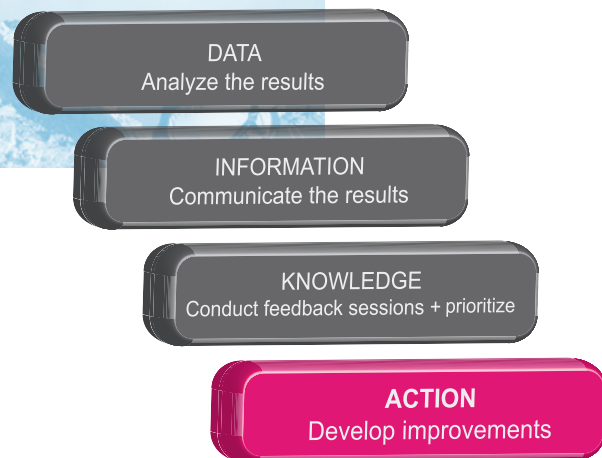 DATA
Analyze the results
INFORMATION
Communicate the results
KNOWLEDGE
Conduct feedback sessions + prioritize
ACTION
Develop improvements